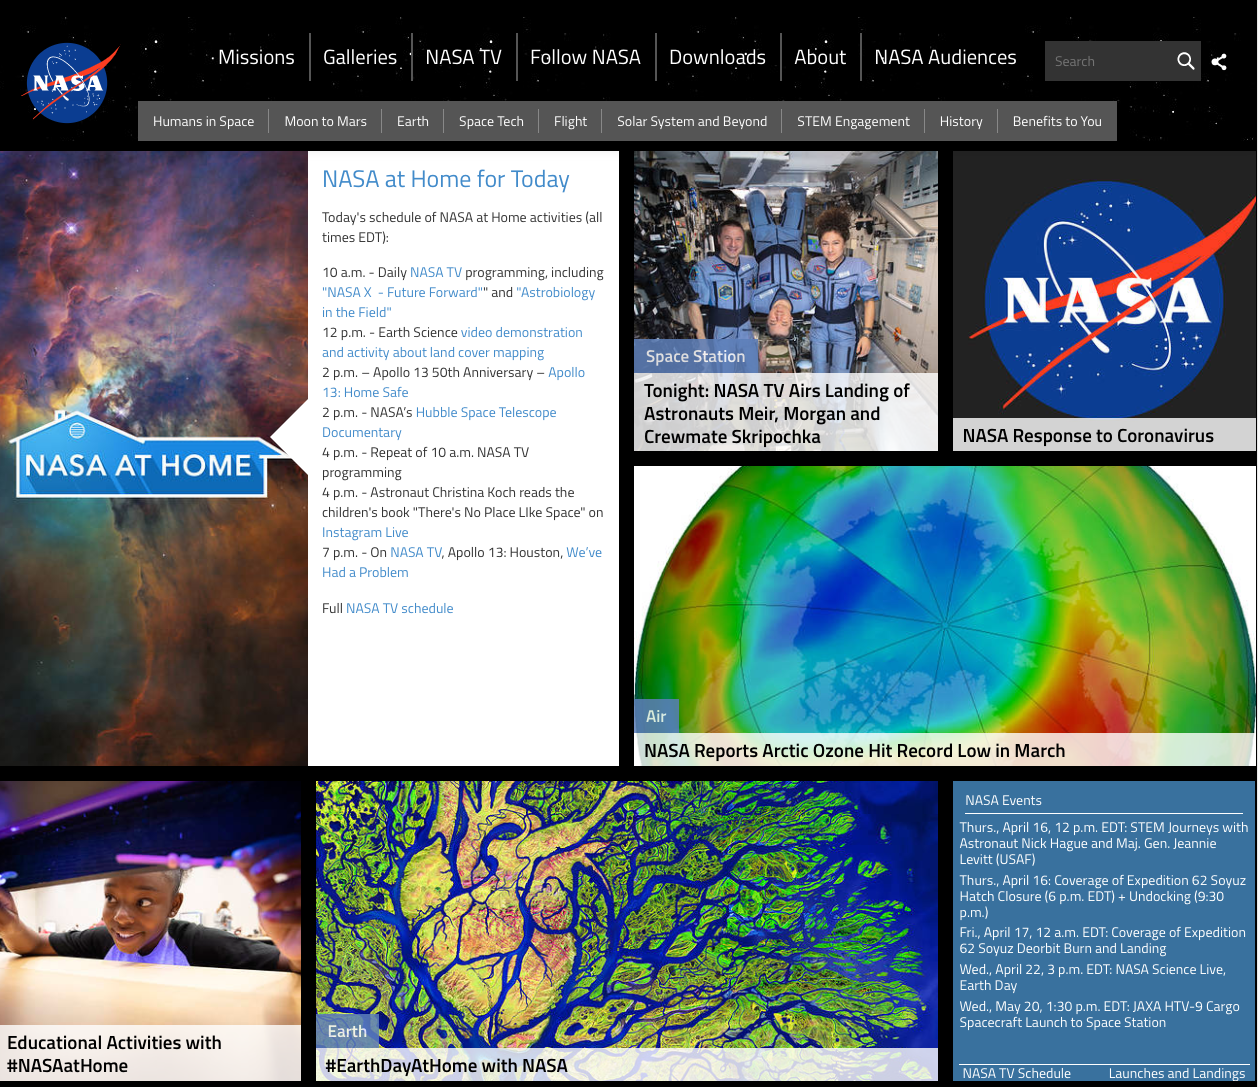 NASA
Missions
Galleries
NASA TV
Follow NASA
Downloads
About
NASA Audiences
Search
Humans in Space
Moon to Mars
Earth
Space Tech
Flight
Solar System and Beyond
STEM Engagement
History
Benefits to You
NASA AT HOME
NASA at Home for Today
Today's schedule of NASA at Home activities (all
times EDT):
10 a.m. - Daily NASA TV programming, including
"NASA X  - Future Forward"" and "Astrobiology
in the Field"
12 p.m. - Earth Science video demonstration
and activity about land cover mapping
2 p.m. – Apollo 13 50th Anniversary – Apollo
13: Home Safe
2 p.m. - NASA’s Hubble Space Telescope
Documentary
4 p.m. - Repeat of 10 a.m. NASA TV
programming
4 p.m. - Astronaut Christina Koch reads the
children's book "There's No Place LIke Space" on
Instagram Live
7 p.m. - On NASA TV, Apollo 13: Houston, We’ve
Had a Problem
Full NASA TV schedule
Space Station
Tonight: NASA TV Airs Landing of
Astronauts Meir, Morgan and
Crewmate Skripochka
NASA
NASA Response to Coronavirus
Air
NASA Reports Arctic Ozone Hit Record Low in March
Educational Activities with
#NASAatHome
Earth
#EarthDayAtHome with NASA
NASA Events
Thurs., April 16, 12 p.m. EDT: STEM Journeys with
Astronaut Nick Hague and Maj. Gen. Jeannie
Levitt (USAF)
Thurs., April 16: Coverage of Expedition 62 Soyuz
Hatch Closure (6 p.m. EDT) + Undocking (9:30
p.m.)
Fri., April 17, 12 a.m. EDT: Coverage of Expedition
62 Soyuz Deorbit Burn and Landing
Wed., April 22, 3 p.m. EDT: NASA Science Live,
Earth Day
Wed., May 20, 1:30 p.m. EDT: JAXA HTV-9 Cargo
Spacecraft Launch to Space Station
NASA TV Schedule
Launches and Landings